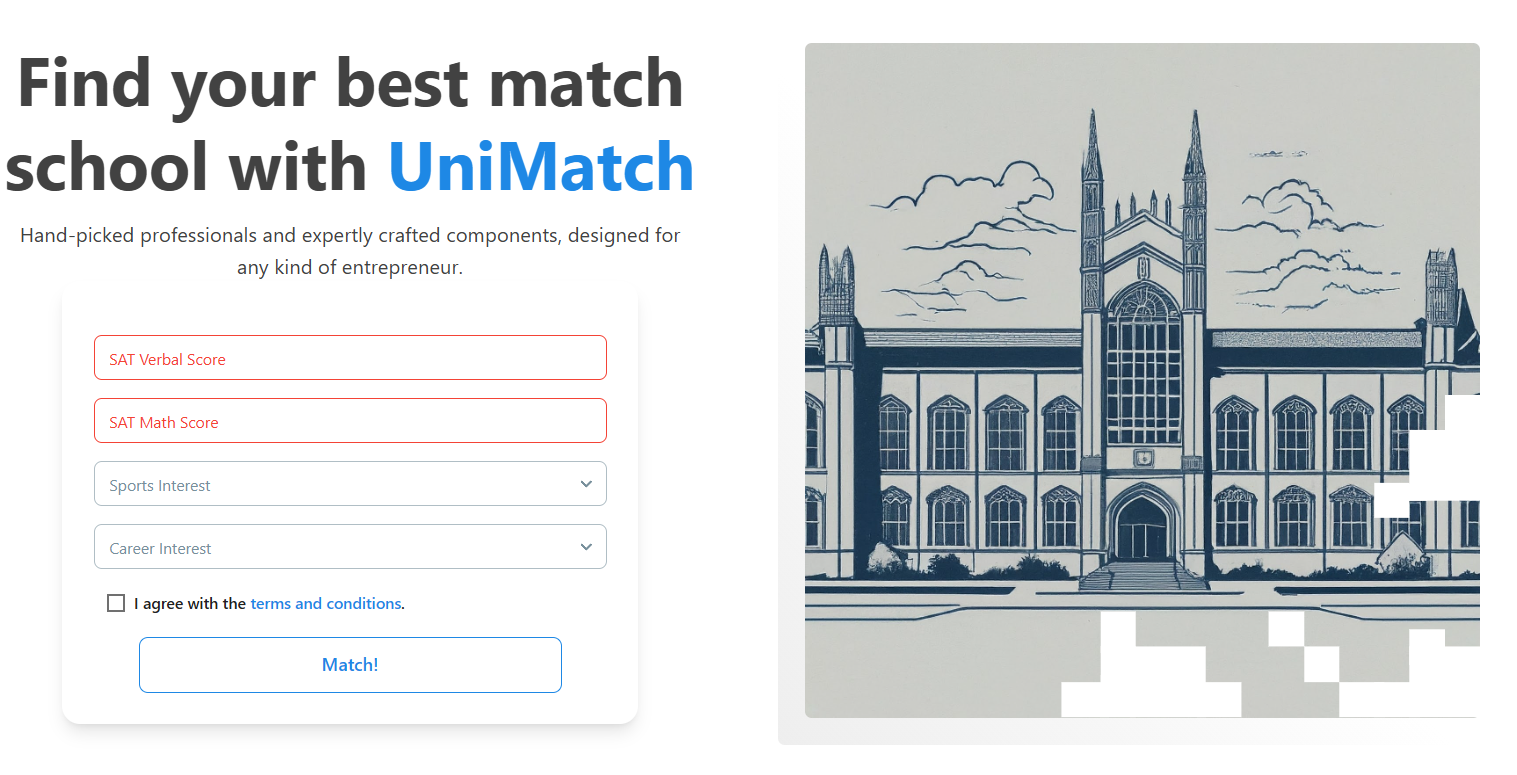 Find your best match
school with UniMatch
Hand-picked professionals and expertly crafted components, designed for
any kind of entrepreneur.
SAT Verbal Score
SAT Math Score
Sports Interest
Career Interest
I agree with the terms and conditions.
Match!